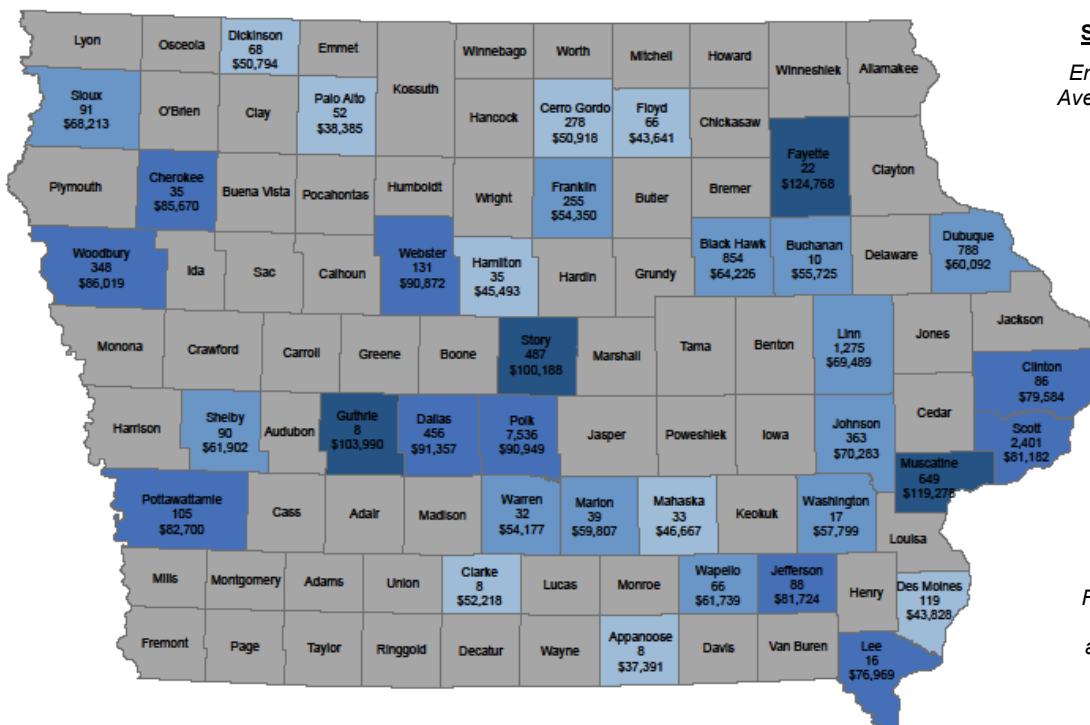 Lyon
Osceola
Dickinson
68
$50,794
Emmet
Kossuth
Winnebago
Worth
Mitchell
Howard
Winneshiek
Allamakee
Sioux
91
$68,213
O'Brien
Clay
Palo Alto
52
$38,385
Hancock
Cerro Gordo
278
$50,918
Floyd
66
$43,641
Chickasaw
Fayette
22
$124,768
Clayton
Plymouth
Cherokee
35
$85,670
Buena Vista
Pocahontas
Humboldt
Wright
Franklin
255
$54,350
Butler
Bremer
Woodbury
348
$86,019
Ida
Sac
Calhoun
Webster
131
$90,872
Hamilton
35
$45,493
Hardin
Grundy
Black Hawk
854
$64,226
Buchanan
10
$55,725
Delaware
Dubuque
788
$60,092
Monona
Crawford
Carroll
Greene
Boone
Story
487
$100,188
Marshall
Tama
Benton
Linn
1,275
$69,489
Jones
Jackson
Clinton
86
$79,584
Harrison
Shelby
90
$61,902
Audubon
Guthrie
8
$103,990
Dallas
456
$91,357
Polk
7,536
$90,949
Jasper
Poweshiek
Iowa
Johnson
363
$70,283
Cedar
Scott
2,401
$81,182
Muscatine
649
$119,278
Pottawattamie
105
$82,700
Cass
Adair
Madison
Warren
32
$54,177
Marion
39
$59,807
Mahaska
33
$46,667
Keokuk
Washington
17
$57,799
Louisa
Mills
Montgomery
Adams
Union
Clarke
8
$52,218
Lucas
Monroe
Wapello
66
$61,739
Jefferson
88
$81,724
Henry
Des Moines
119
$43,828
Fremont
Page
Taylor
Ringgold
Decatur
Wayne
Appanoose
8
$37,391
Davis
Van Buren
Lee
16
$76,969
S
En
Ave
F
a